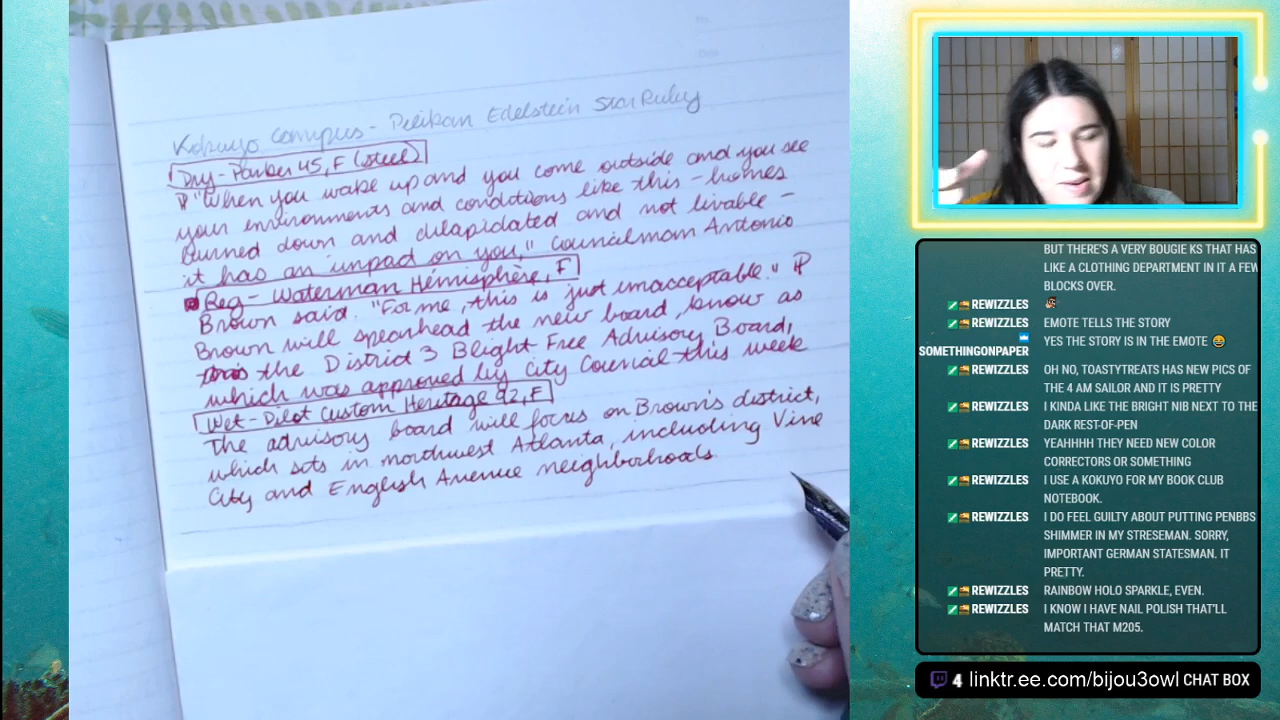 Kokuyo Campus - Pelikan Edelstein Star Ruby
Dry - Parker 45, F (steel)
"When you wake up and you come outside and you see
your environments and conditions like this - homes
burned down and dilapidated and not livable -
it has an impact on you," Councilman Antonio
Reg - Waterman Hémisphère, F
Brown said. "For me, this is just unacceptable."
Brown will spearhead the new board, know as
the District 3 Blight Free Advisory Board,
which was approved by City Council this week
Wet - Pilot Custom Heritage 92, F
The advisory board will focus on Brown's district,
which sits in northwest Atlanta, including Vine
City and English Avenue neighborhoods.
BUT THERE'S A VERY BOUGIE KS THAT HAS
LIKE A CLOTHING DEPARTMENT IN IT A FEW
BLOCKS OVER.
REWIZZLES
REWIZZLES EMOTE TELLS THE STORY
SOMETHINGONPAPER YES THE STORY IS IN THE EMOTE 😅
REWIZZLES OH NO, TOASTYTREATS HAS NEW PICS OF
THE 4 AM SAILOR AND IT IS PRETTY
REWIZZLES I KINDA LIKE THE BRIGHT NIB NEXT TO THE
DARK REST-OF-PEN
REWIZZLES YEAHHHH THEY NEED NEW COLOR
CORRECTORS OR SOMETHING
REWIZZLES I USE A KOKUYO FOR MY BOOK CLUB
NOTEBOOK.
REWIZZLES I DO FEEL GUILTY ABOUT PUTTING PENBBS
SHIMMER IN MY STRESEMAN. SORRY,
IMPORTANT GERMAN STATESMAN. IT
PRETTY.
REWIZZLES RAINBOW HOLO SPARKLE, EVEN.
REWIZZLES I KNOW I HAVE NAIL POLISH THAT'LL
MATCH THAT M205.
4 linktr.ee.com/bijou3owl CHAT BOX